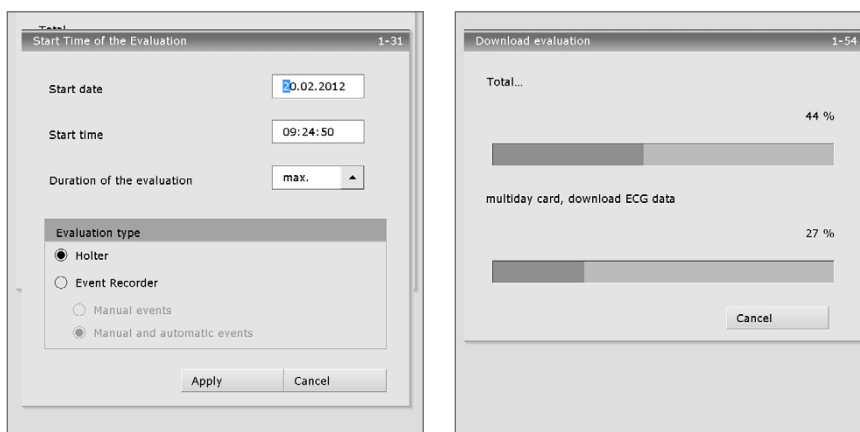 Total
Start Time of the Evaluation 1-31
Start date 20.02.2012
Start time 09:24:50
Duration of the evaluation max.
Evaluation type
Holter
Event Recorder
Manual events
Manual and automatic events
Apply Cancel
Download evaluation 1-54
Total...
44 %
multiday card, download ECG data
27 %
Cancel